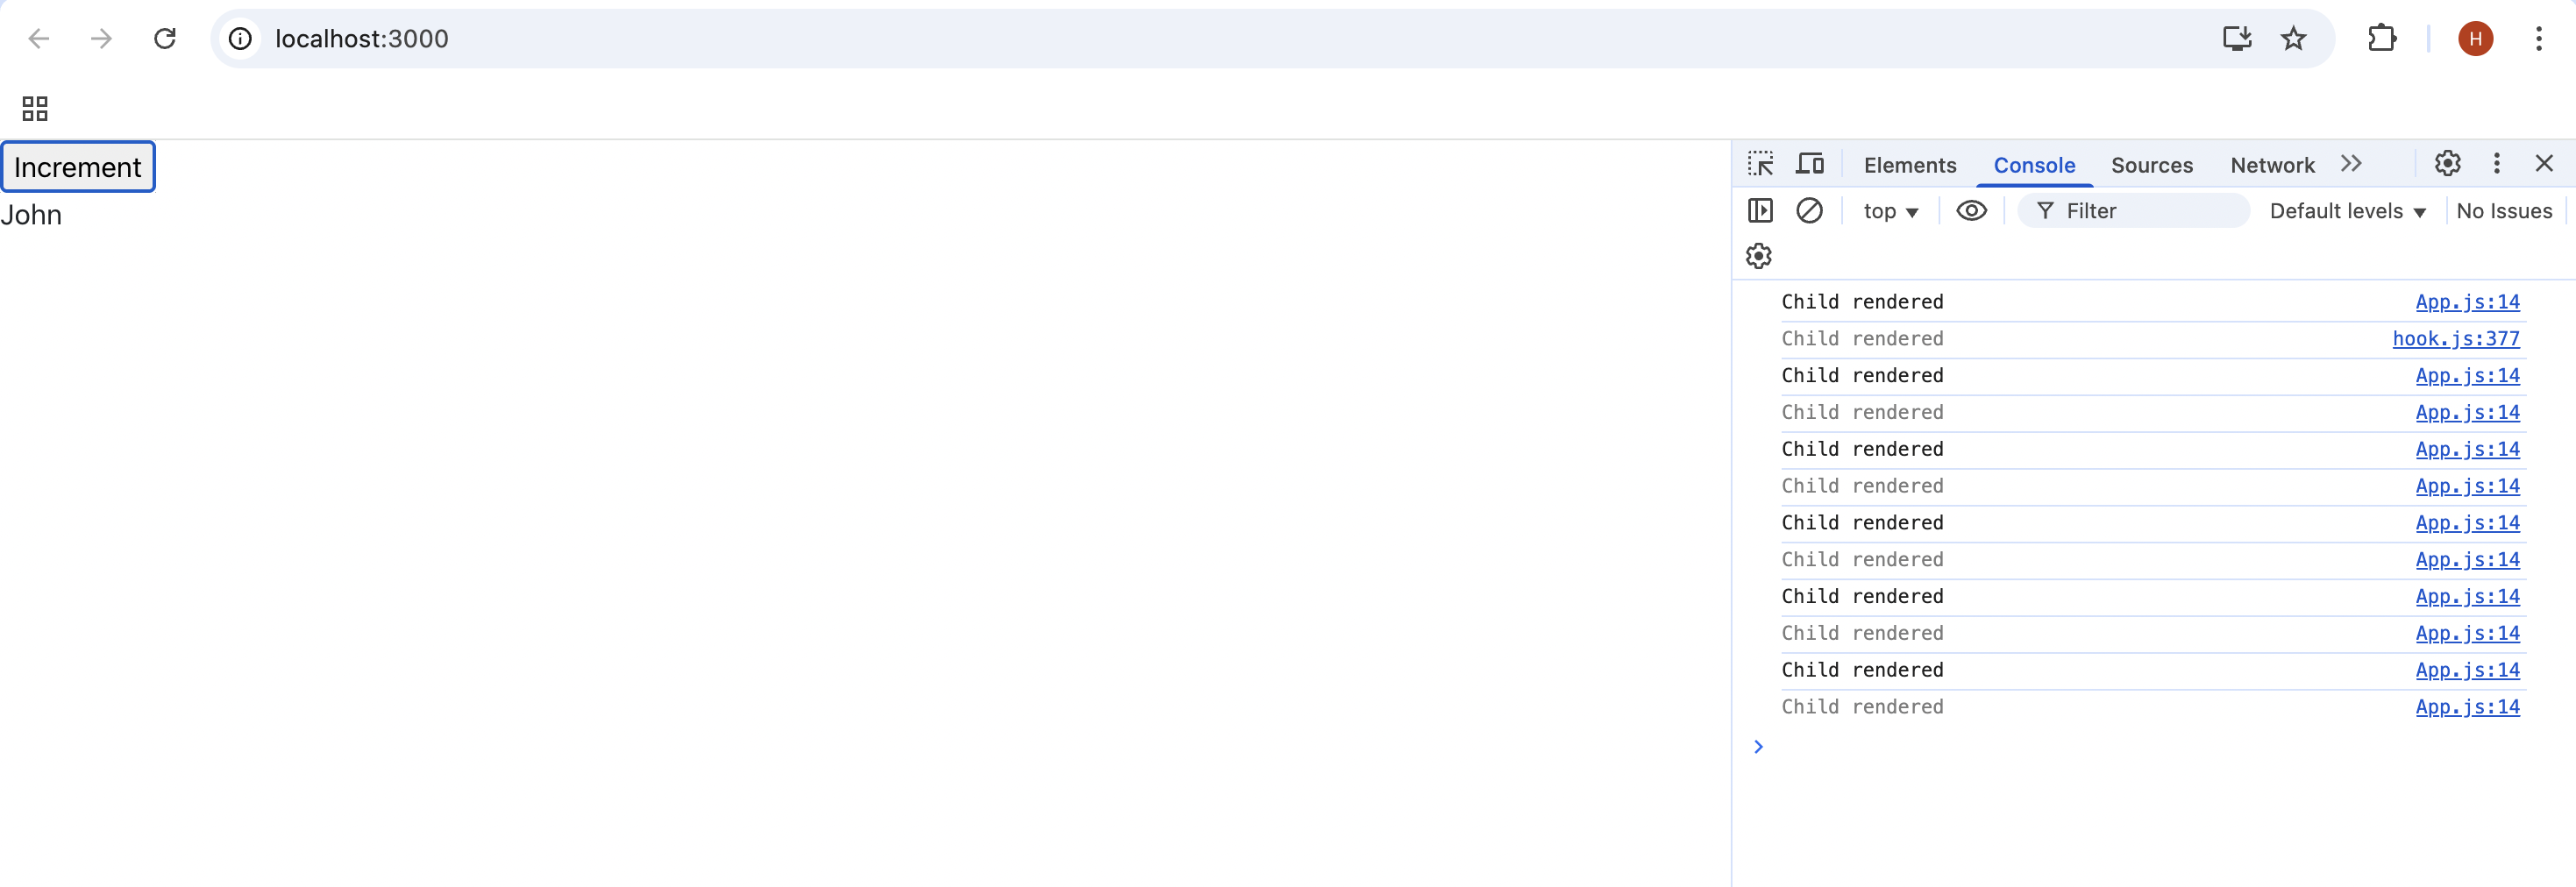 localhost:3000
H
Increment
John
Elements Console Sources Network
top Filter Default levels No Issues
Child rendered App.js:14
Child rendered hook.js:377
Child rendered App.js:14
Child rendered App.js:14
Child rendered App.js:14
Child rendered App.js:14
Child rendered App.js:14
Child rendered App.js:14
Child rendered App.js:14
Child rendered App.js:14
Child rendered App.js:14
Child rendered App.js:14